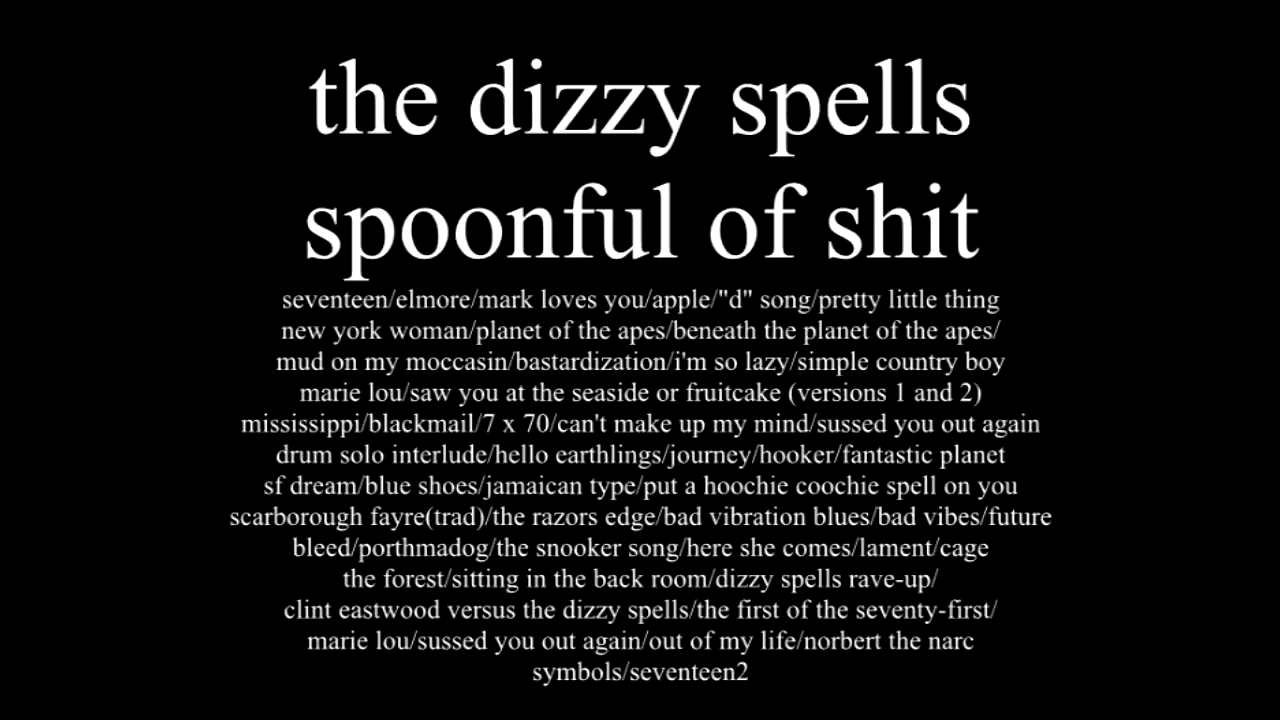 the dizzy spells
spoonful of shit
seventeen/elmore/mark loves you/apple/"d" song/pretty little thing
new york woman/planet of the apes/beneath the planet of the apes/
mud on my moccasin/bastardization/i'm so lazy/simple country boy
marie lou/saw you at the seaside or fruitcake (versions 1 and 2)
mississippi/blackmail/7 x 70/can't make up my mind/sussed you out again
drum solo interlude/hello earthlings/journey/hooker/fantastic planet
sf dream/blue shoes/jamaican type/put a hoochie coochie spell on you
scarborough fayre(trad)/the razors edge/bad vibration blues/bad vibes/future
bleed/porthmadog/the snooker song/here she comes/lament/cage
the forest/sitting in the back room/dizzy spells rave-up/
clint eastwood versus the dizzy spells/the first of the seventy-first/
marie lou/sussed you out again/out of my life/norbert the narc
symbols/seventeen2